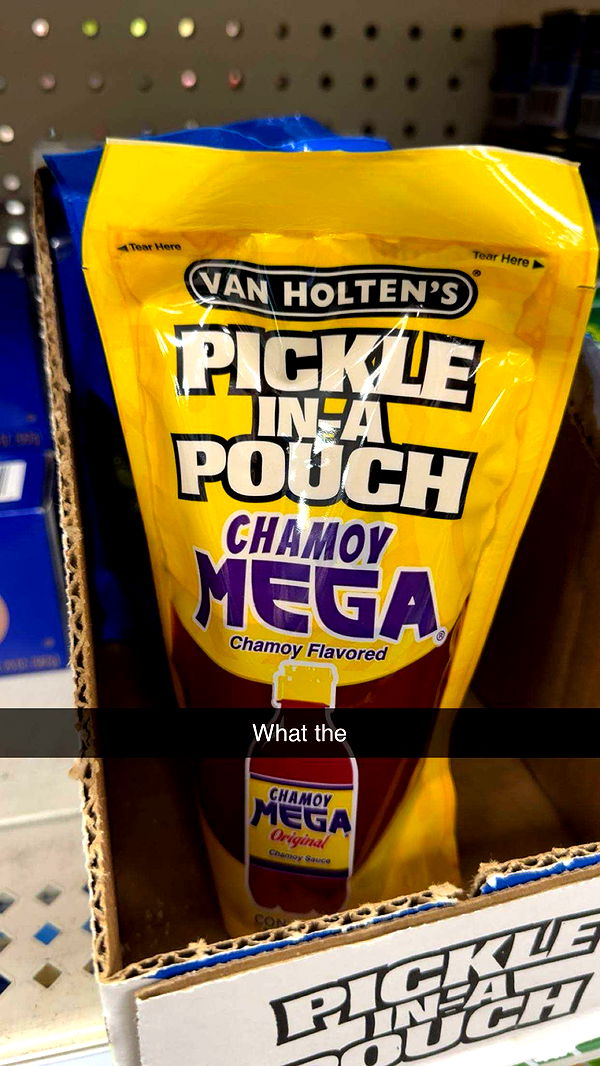 Tear Here
Tear Here
VAN HOLTEN'S®
PICKLE
IN-A
POUCH
CHAMOY
MEGA®
Chamoy Flavored
What the
CHAMOY
MEGA
Original
Chamoy Sauce
PICKLE
IN-A
POUCH